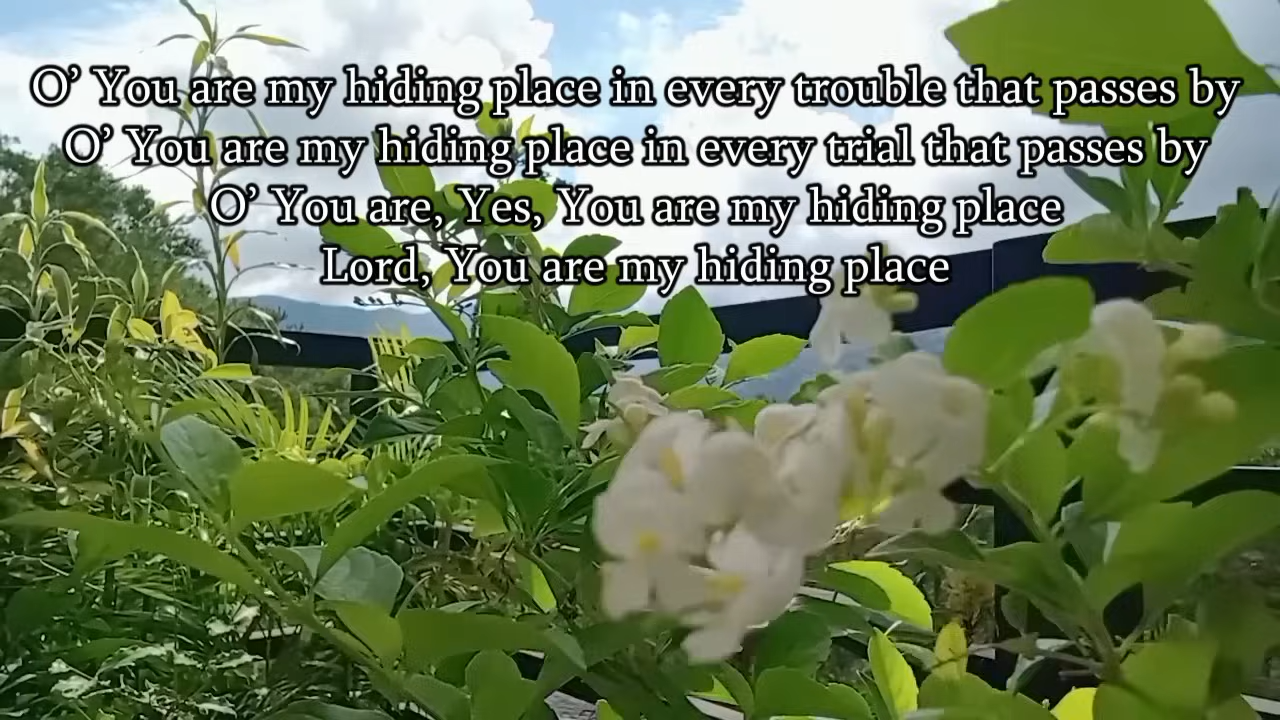 O’ You are my hiding place in every trouble that passes by
O’ You are my hiding place in every trial that passes by
O’ You are, Yes, You are my hiding place
Lord, You are my hiding place